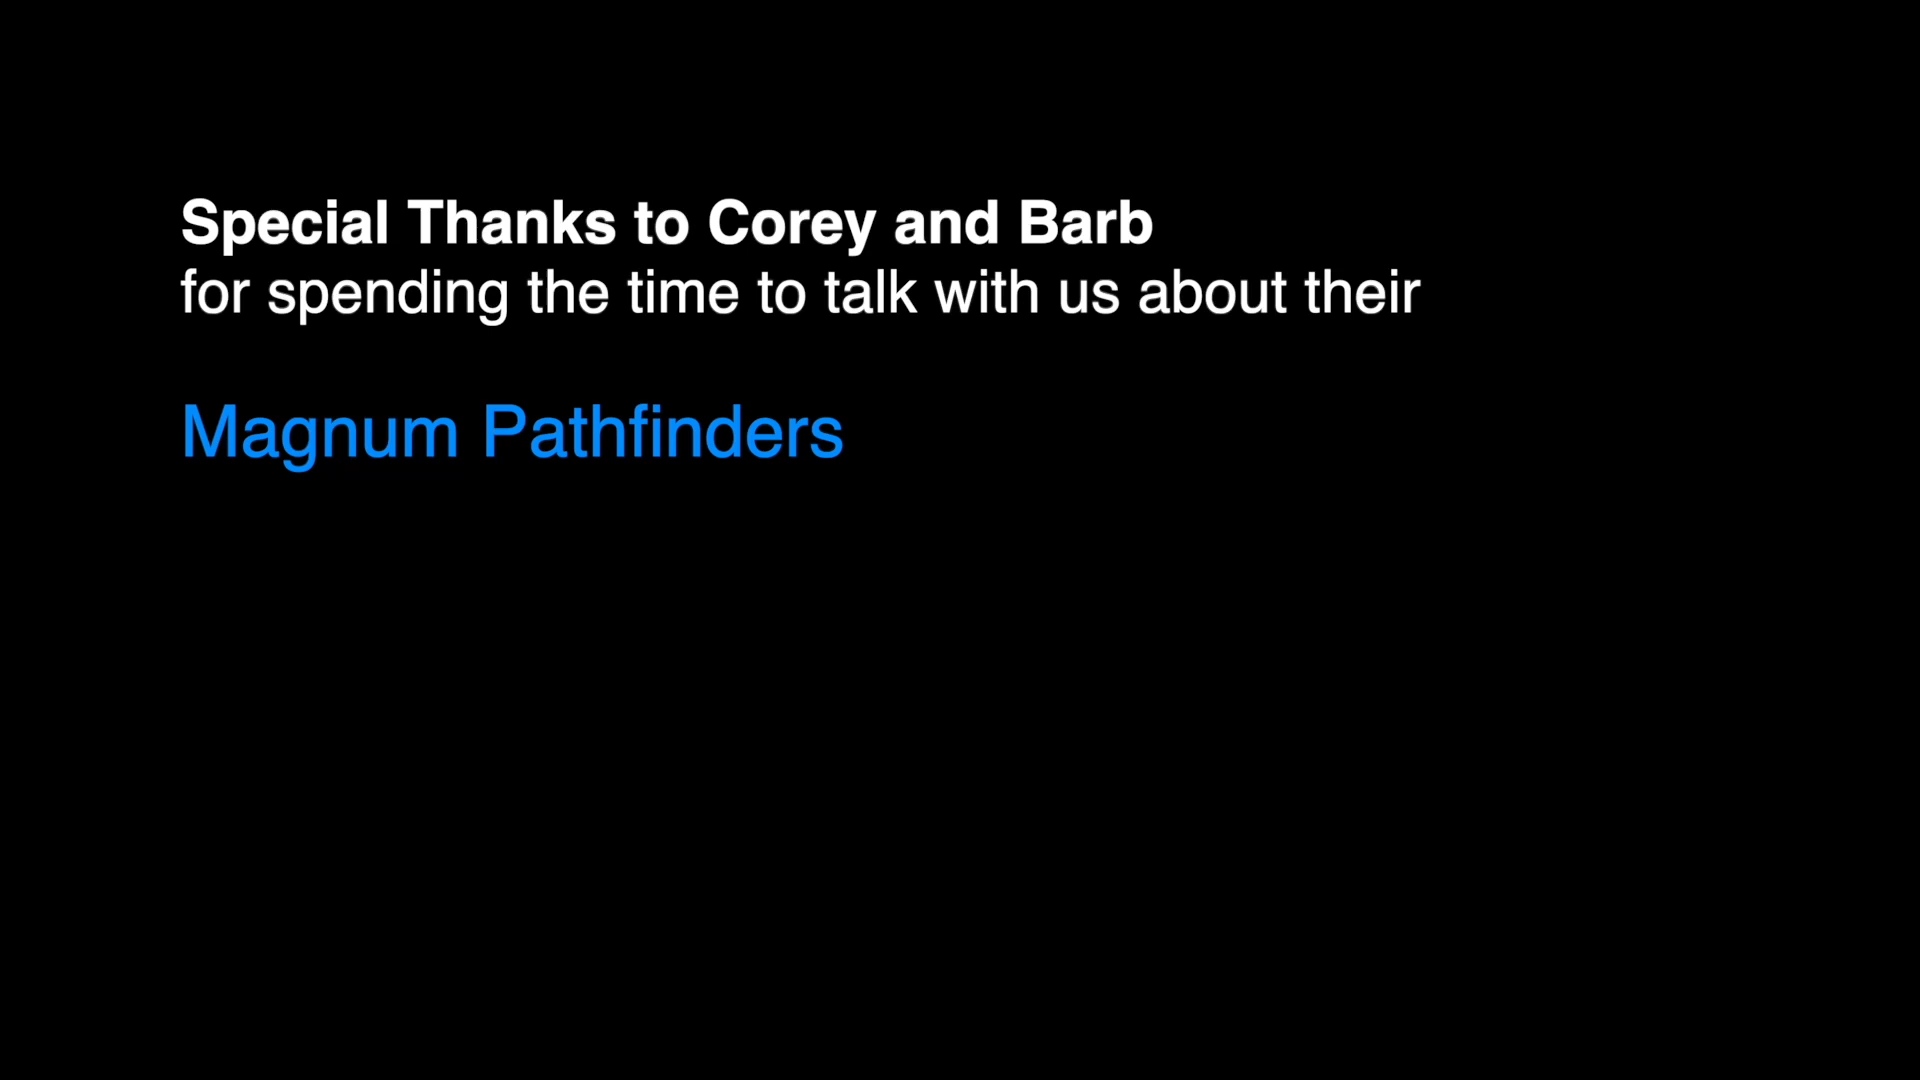 Special Thanks to Corey and Barb
for spending the time to talk with us about their
Magnum Pathfinders